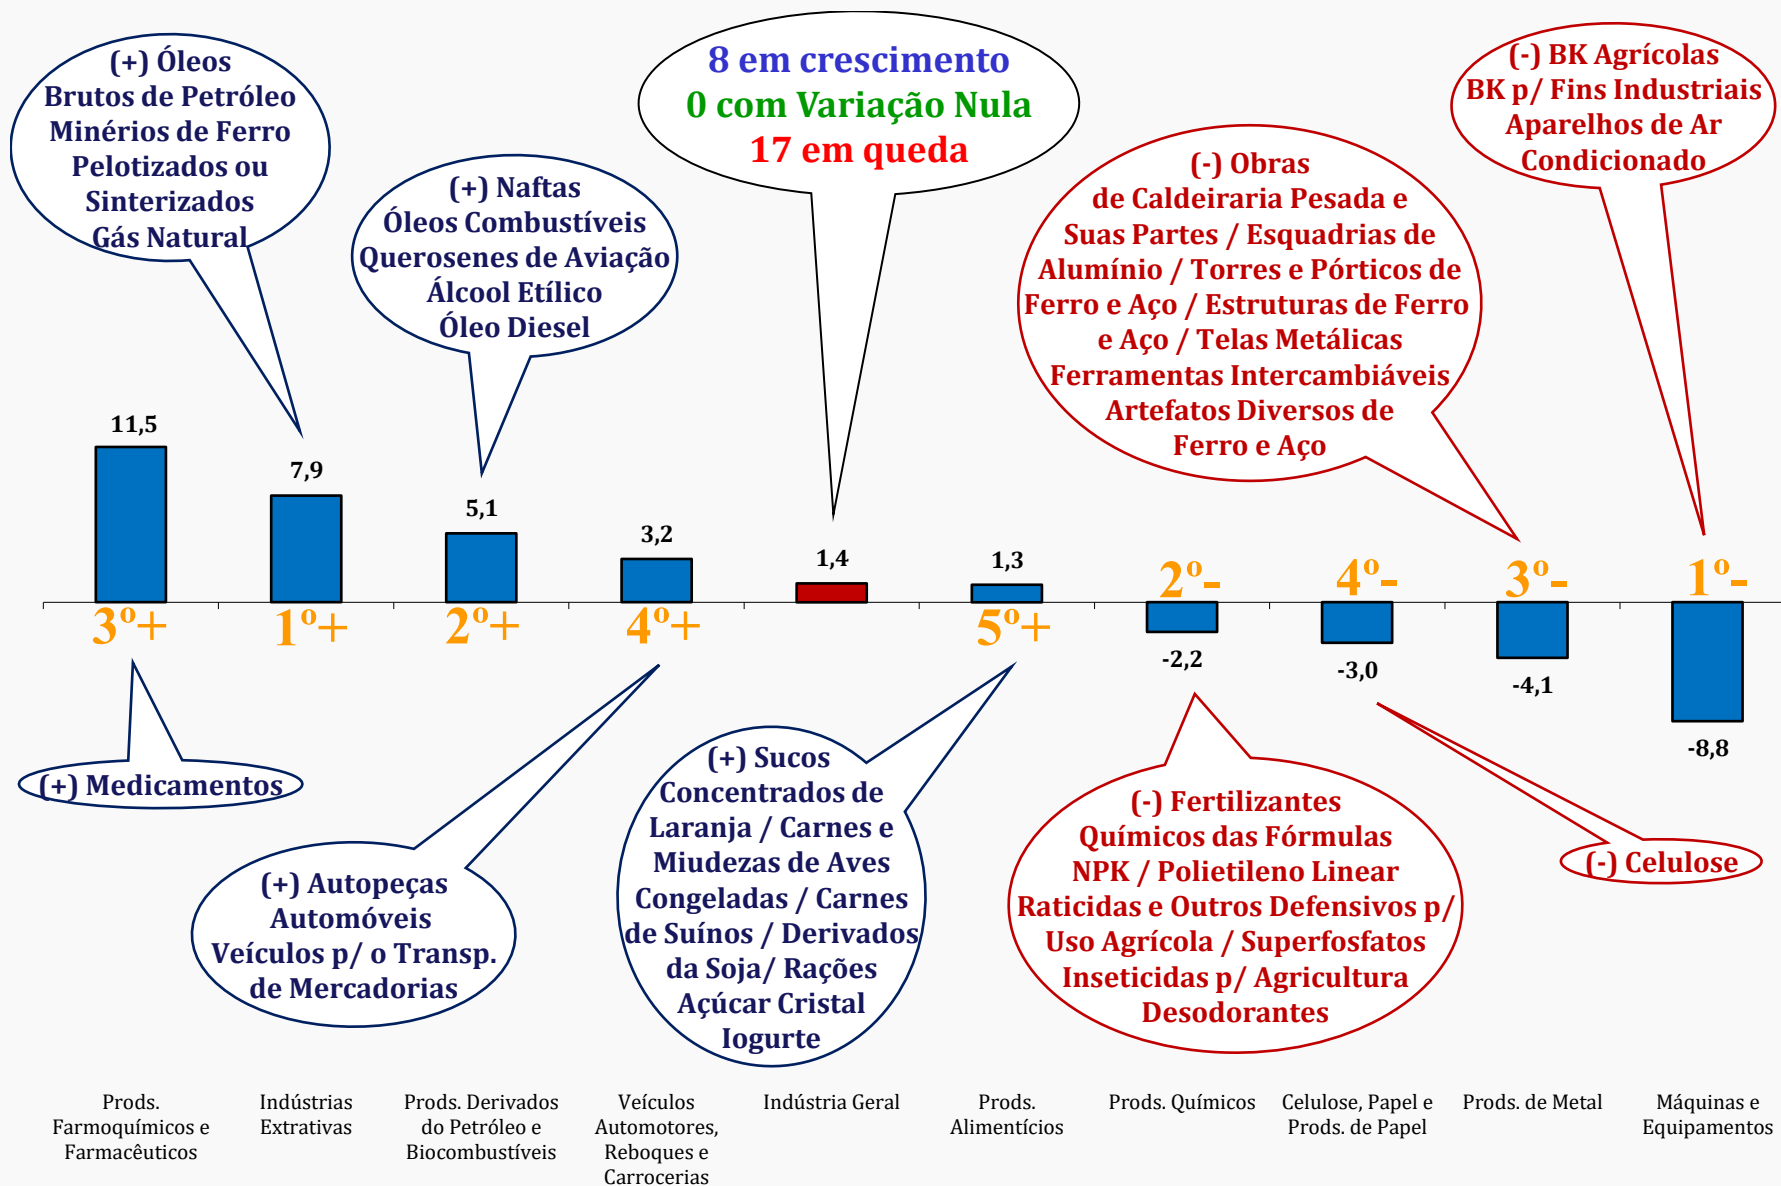 (+) Óleos
Brutos de Petróleo
Minérios de Ferro
Pelotizados ou
Sinterizados
Gás Natural
(+) Naftas
Óleos Combustíveis
Querosenes de Aviação
Álcool Etílico
Óleo Diesel
8 em crescimento
0 com Variação Nula
17 em queda
(-) Obras
de Caldeiraria Pesada e
Suas Partes / Esquadrias de
Alumínio / Torres e Pórticos de
Ferro e Aço / Estruturas de Ferro
e Aço / Telas Metálicas
Ferramentas Intercambiáveis
Artefatos Diversos de
Ferro e Aço
(-) BK Agrícolas
BK p/ Fins Industriais
Aparelhos de Ar
Condicionado
11,5
7,9
5,1
3,2
1,4
1,3
2º-
4º-
3º-
1º-
3º+
1º+
2º+
4º+
5º+
-2,2
-3,0
-4,1
-8,8
(+) Medicamentos
(+) Autopeças
Automóveis
Veículos p/ o Transp.
de Mercadorias
(+) Sucos
Concentrados de
Laranja / Carnes e
Miudezas de Aves
Congeladas / Carnes
de Suínos / Derivados
da Soja/ Rações
Açúcar Cristal
Iogurte
(-) Fertilizantes
Químicos das Fórmulas
NPK / Polietileno Linear
Raticidas e Outros Defensivos p/
Uso Agrícola / Superfosfatos
Inseticidas p/ Agricultura
Desodorantes
(-) Celulose
Prods.
Farmoquímicos e
Farmacêuticos
Indústrias
Extrativas
Prods. Derivados
do Petróleo e
Biocombustíveis
Veículos
Automotores,
Reboques e
Carrocerias
Indústria Geral
Prods.
Alimentícios
Prods. Químicos
Celulose, Papel e
Prods. de Papel
Prods. de Metal
Máquinas e
Equipamentos